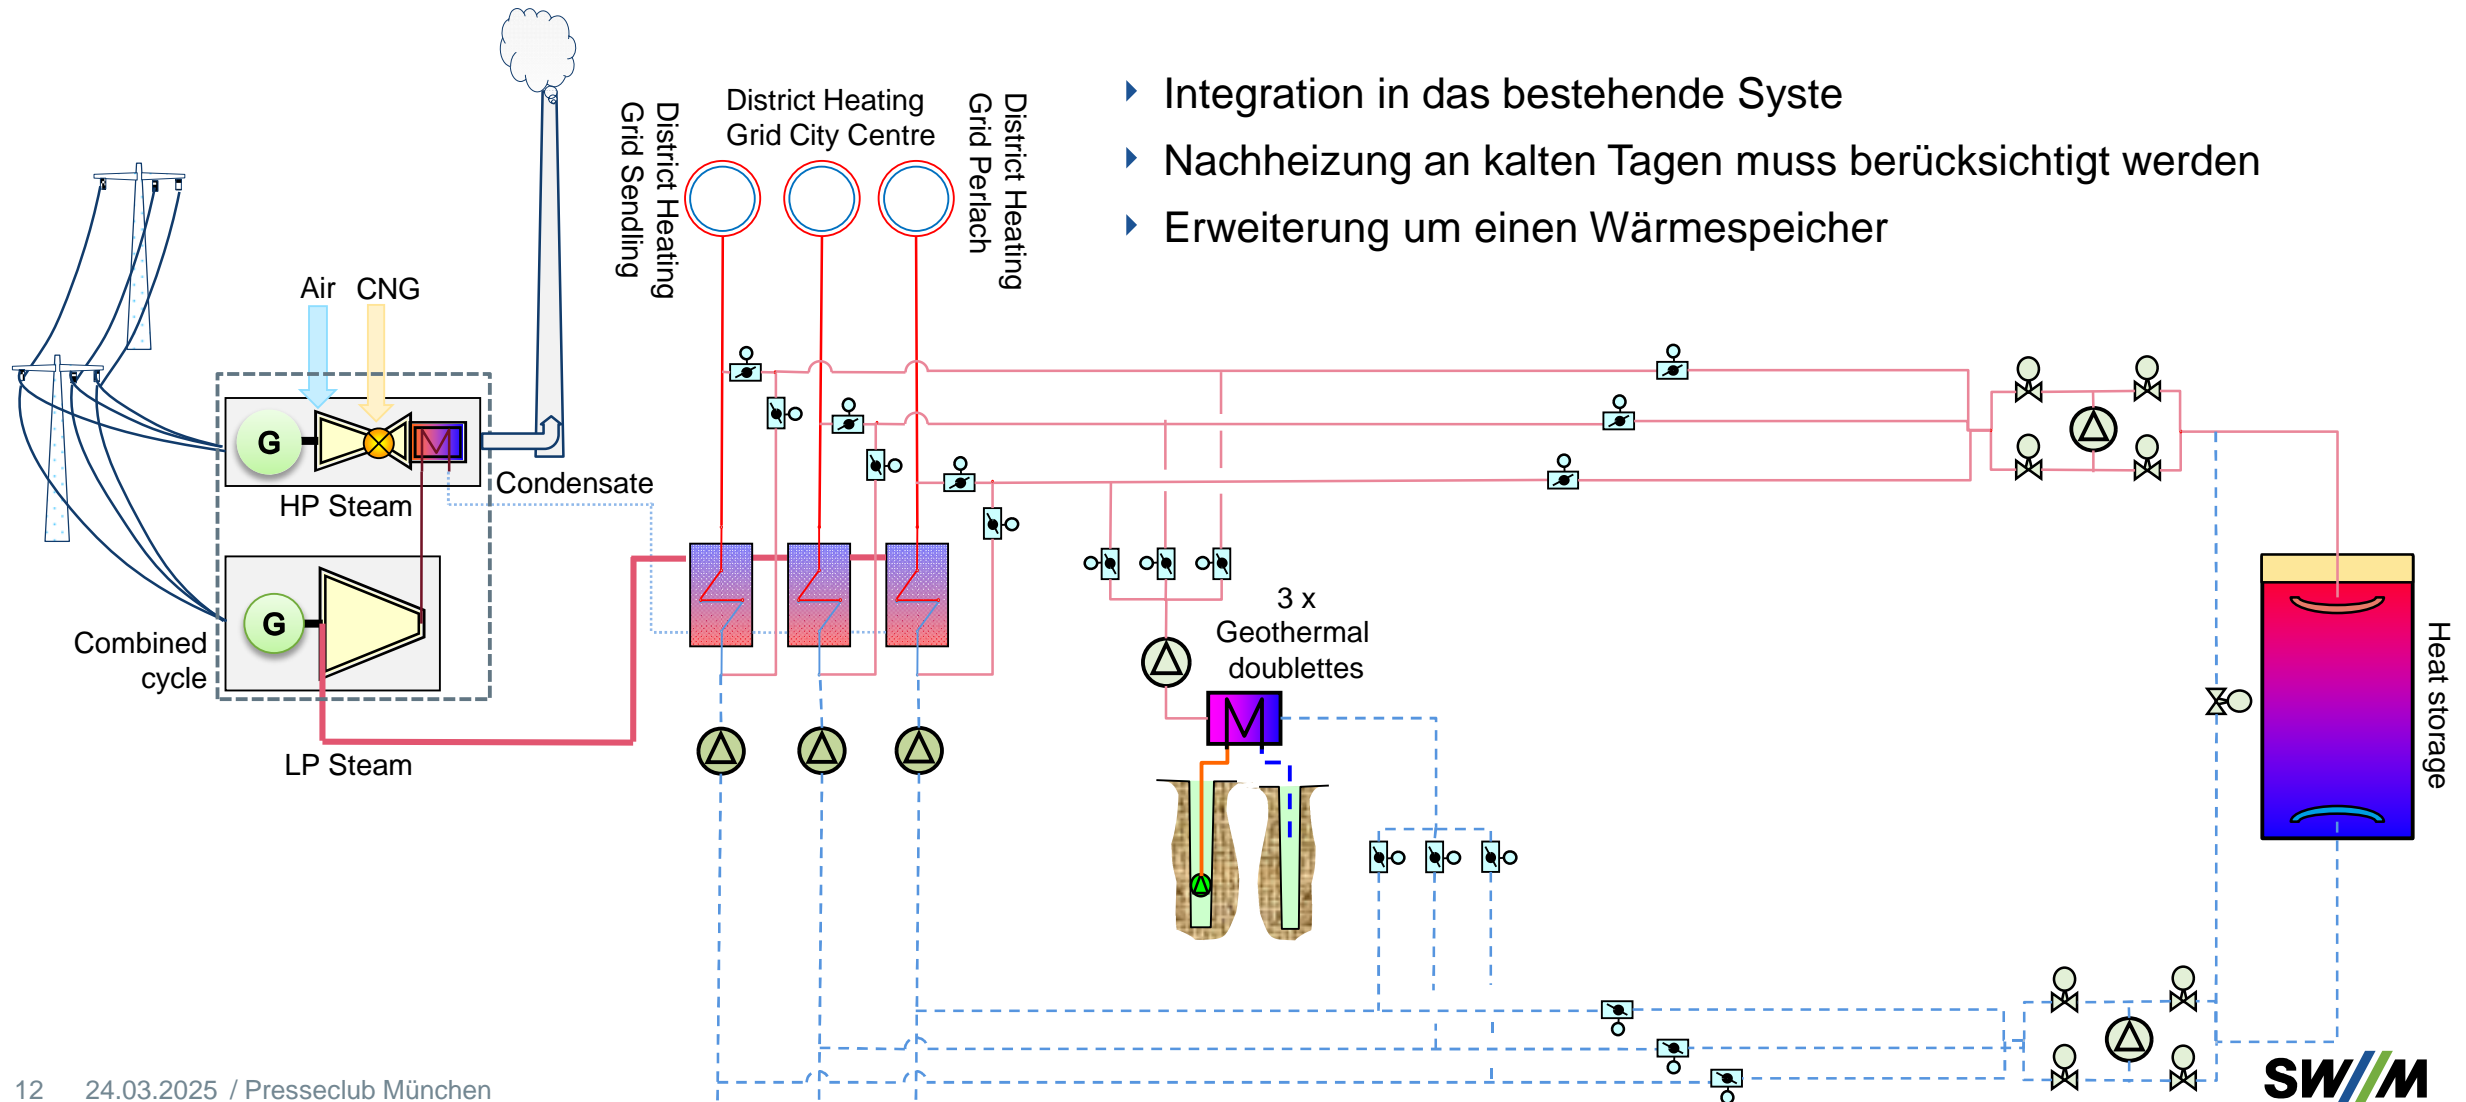 District Heating
Grid Sendling
District Heating
Grid City Centre
District Heating
Grid Perlach
Integration in das bestehende Syste
Nachheizung an kalten Tagen muss berücksichtigt werden
Erweiterung um einen Wärmespeicher
Air
CNG
G
HP Steam
Condensate
G
Combined
cycle
LP Steam
3 x
Geothermal
doublettes
Heat storage
12
24.03.2025 / Presseclub München
SW//M